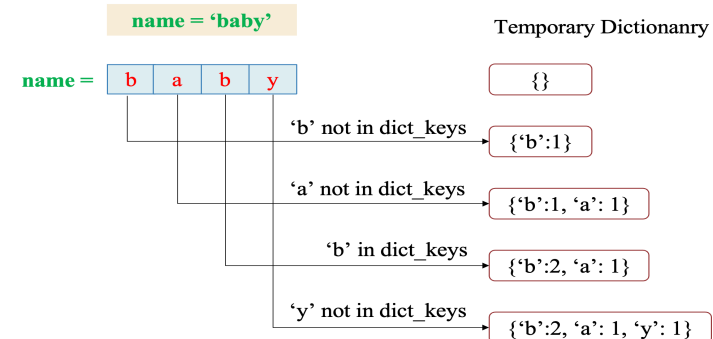 name = ‘baby’
Temporary Dictionanry
name = b a b y
{}
‘b’ not in dict_keys
{‘b’:1}
‘a’ not in dict_keys
{‘b’:1, ‘a’: 1}
‘b’ in dict_keys
{‘b’:2, ‘a’: 1}
‘y’ not in dict_keys
{‘b’:2, ‘a’: 1, ‘y’: 1}